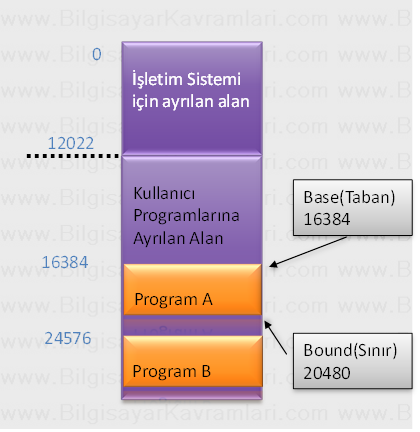 www.BilgisayarKavramlari.com
0
İşletim Sistemi
için ayrılan alan
12022
Kullanıcı
Programlarına
Ayrılan Alan
Base(Taban)
16384
16384
Program A
24576
Bound(Sınır)
20480
Program B